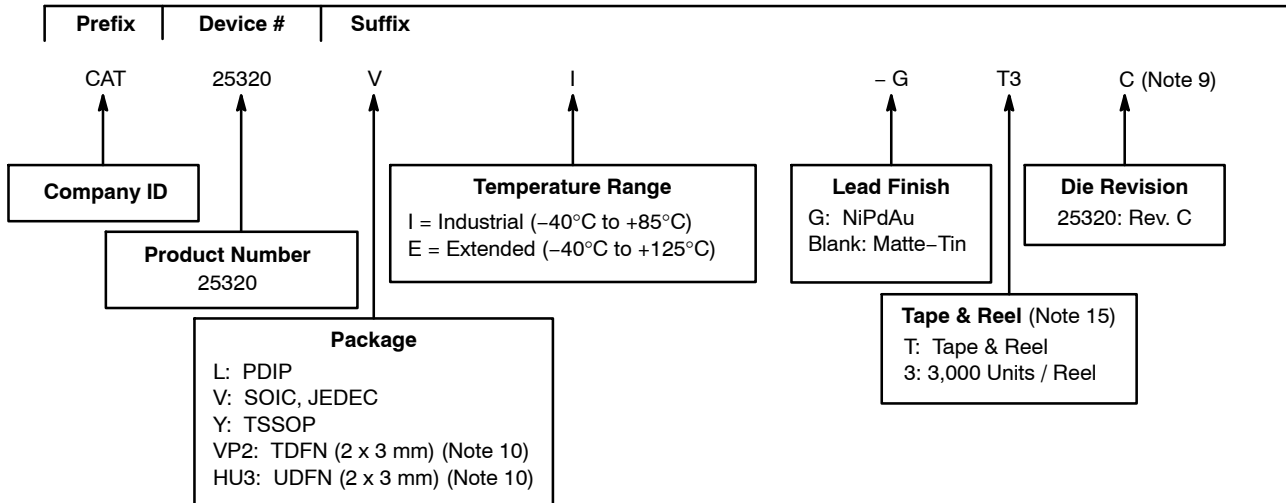 Prefix Device # Suffix
CAT 25320 V I – G T3 C (Note 9)
Company ID
Product Number
25320
Package
L: PDIP
V: SOIC, JEDEC
Y: TSSOP
VP2: TDFN (2 x 3 mm) (Note 10)
HU3: UDFN (2 x 3 mm) (Note 10)
Temperature Range
I = Industrial (−40°C to +85°C)
E = Extended (−40°C to +125°C)
Lead Finish
G: NiPdAu
Blank: Matte−Tin
Tape & Reel (Note 15)
T: Tape & Reel
3: 3,000 Units / Reel
Die Revision
25320: Rev. C